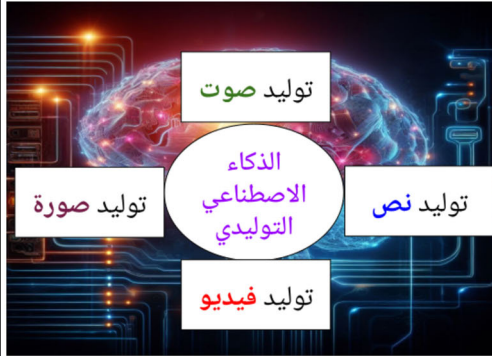 توليد صوت
الذكاء
الاصطناعي
التوليدي
توليد نص
توليد صورة
توليد فيديو